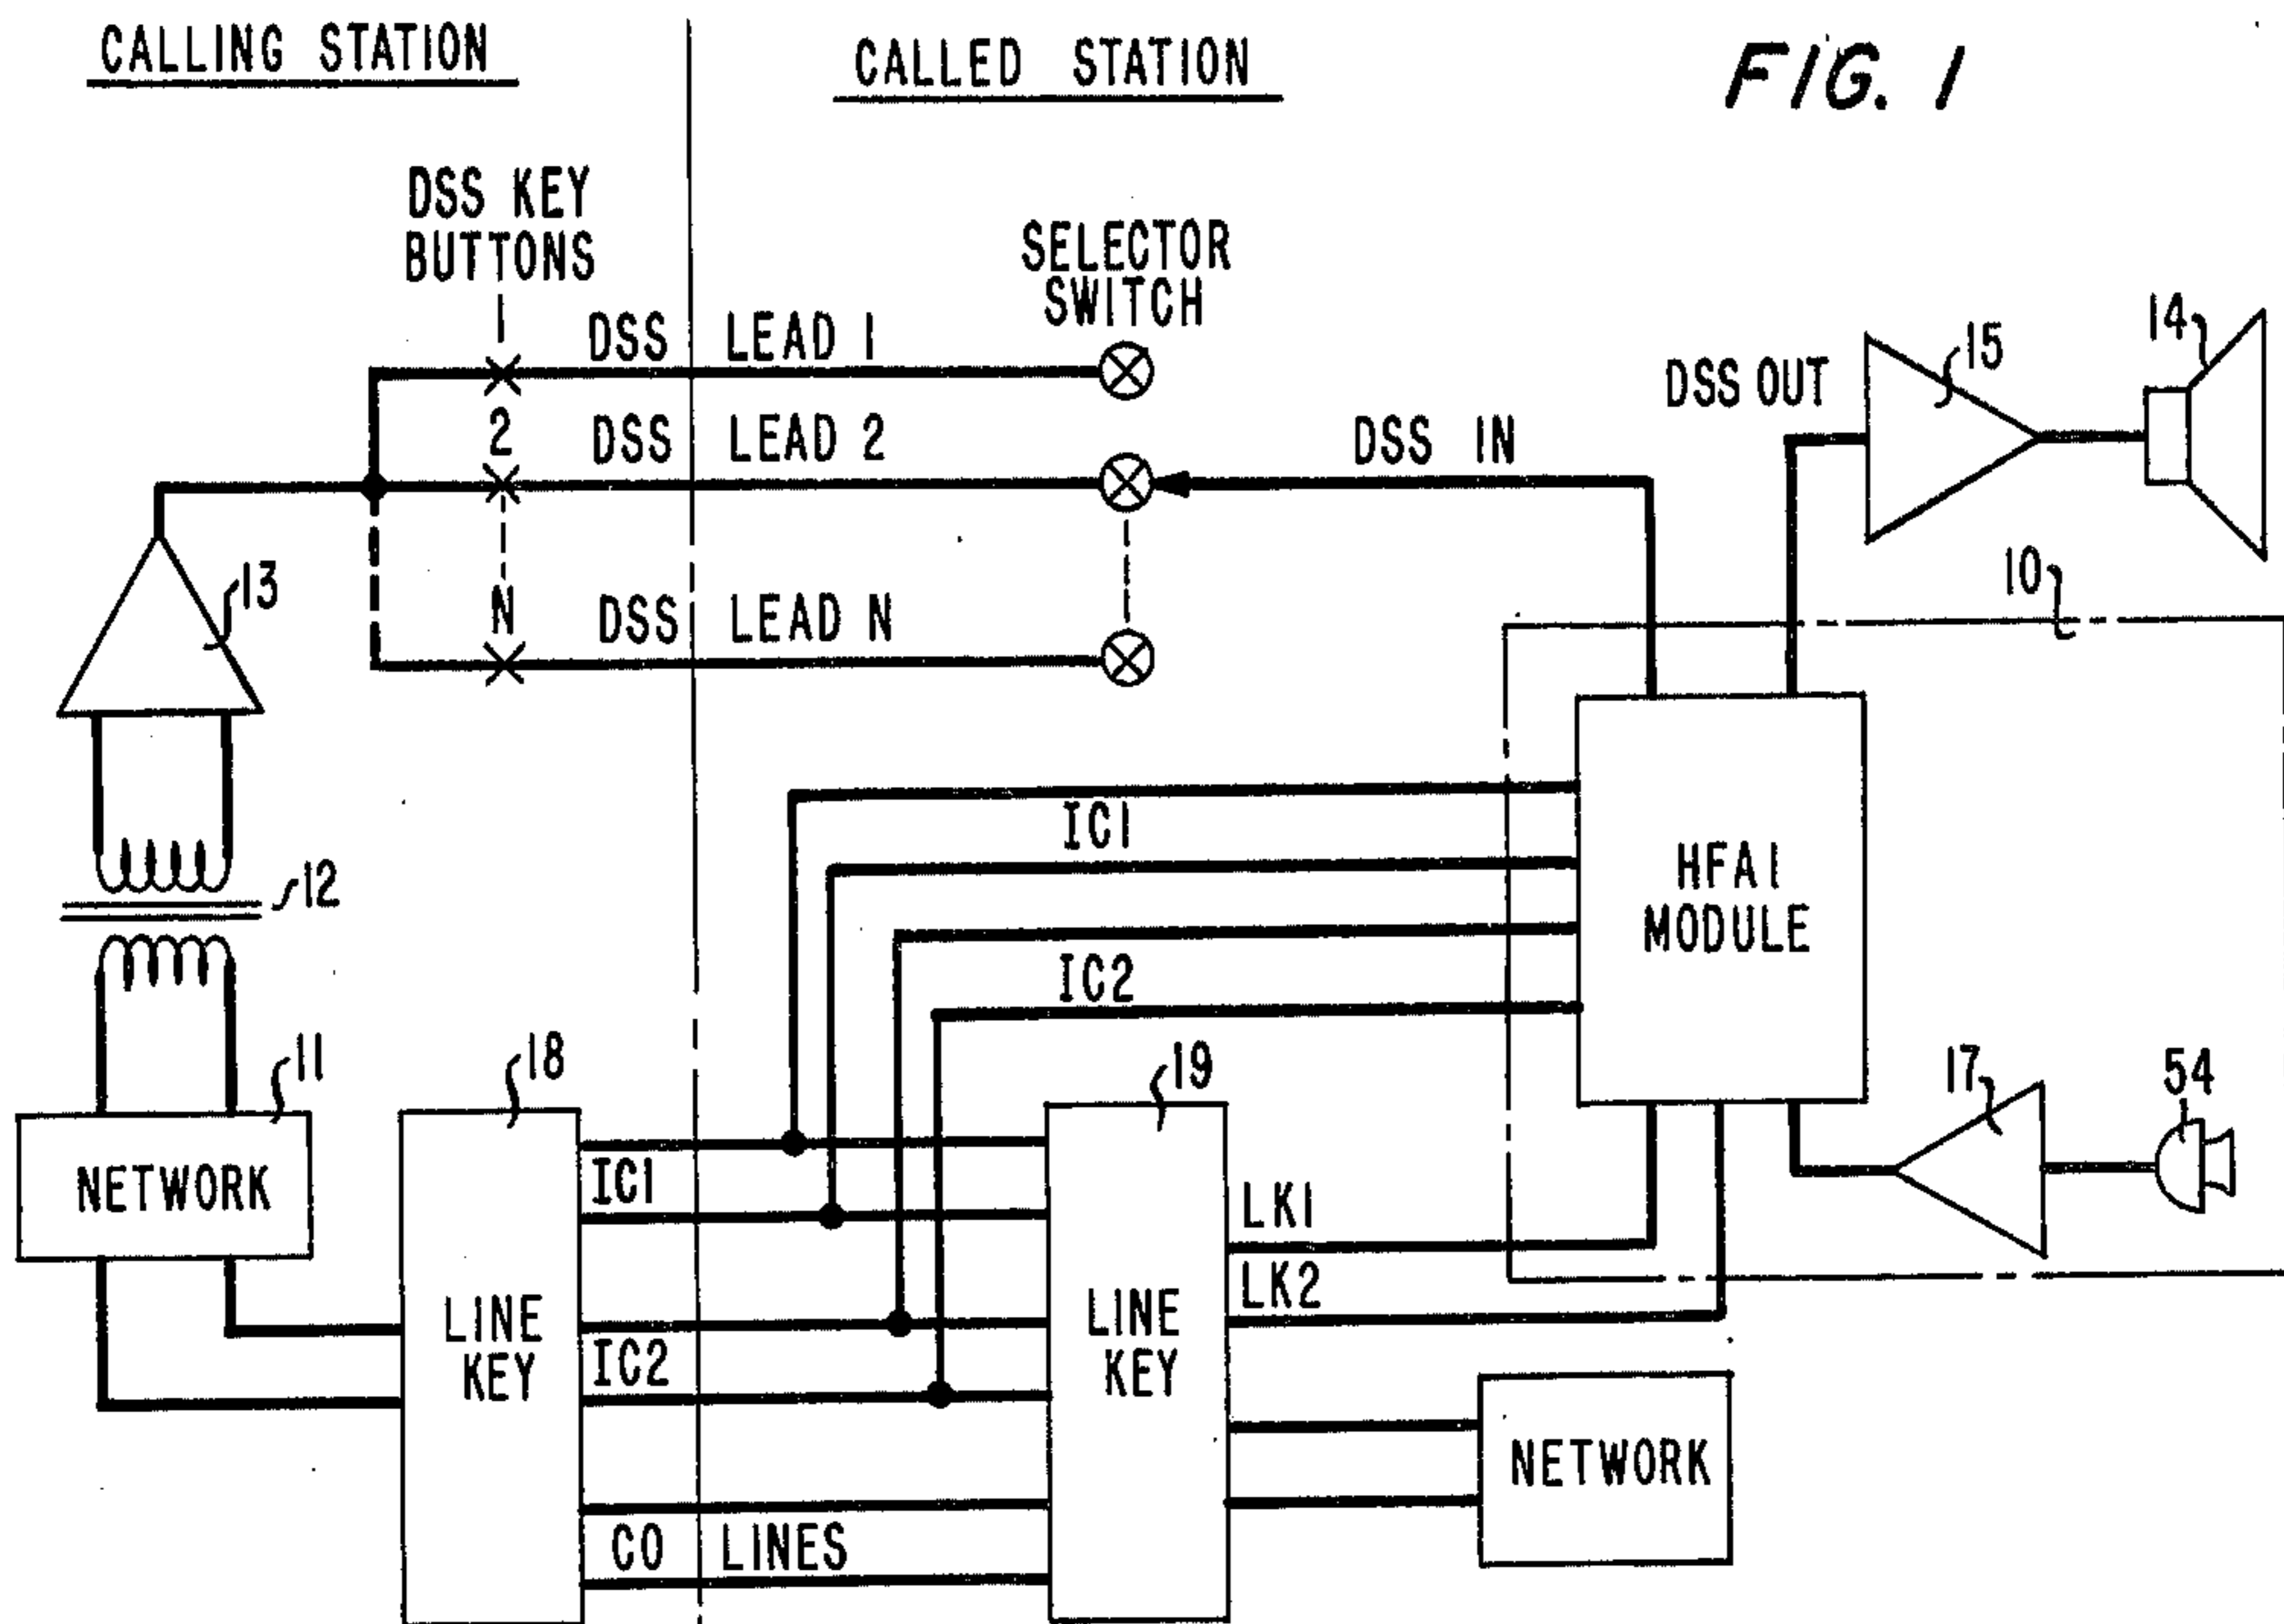 CALLING STATION
CALLED STATION
FIG. 1
DSS KEY
BUTTONS
SELECTOR
SWITCH
1
DSS LEAD 1
14
15
DSS OUT
2
DSS LEAD 2
DSS IN
13
10
N
DSS LEAD N
IC1
HFA1
MODULE
12
IC2
11
18
19
17
54
NETWORK
IC1
LK1
LINE
KEY
LK2
LINE
KEY
IC2
NETWORK
CO LINES